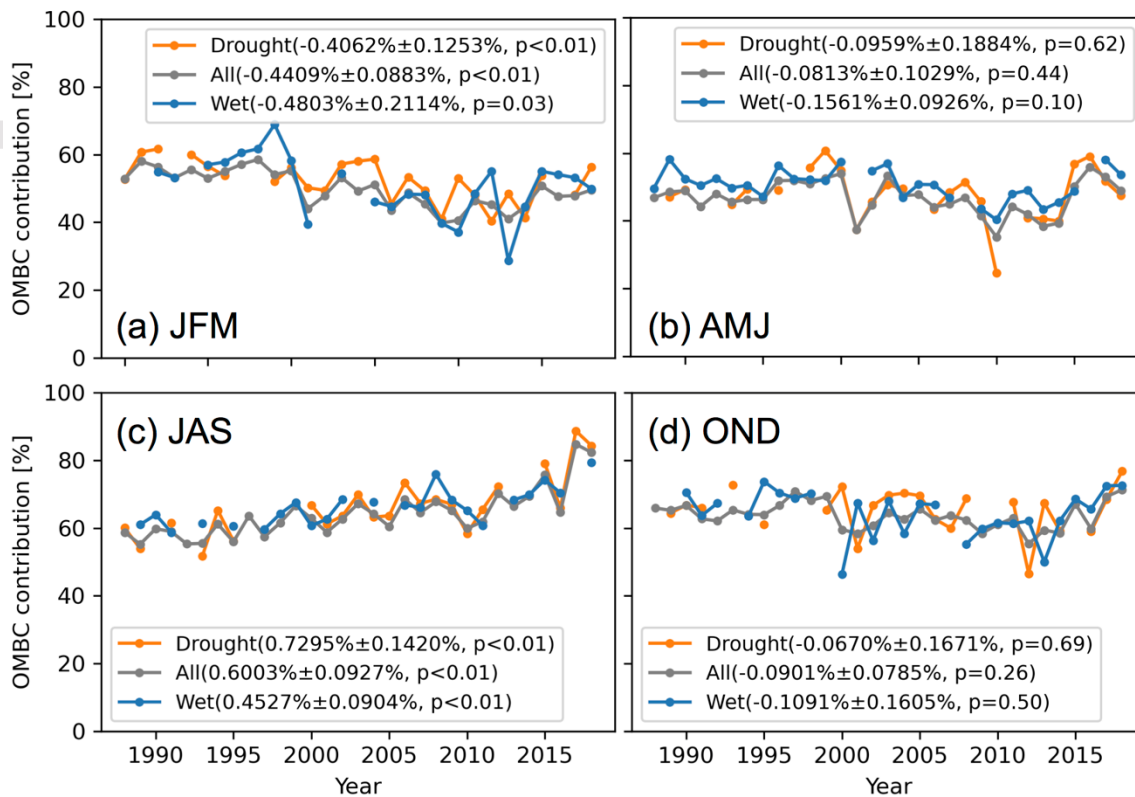 100
80
60
40
20
0
OMBC contribution [%]
Drought(-0.4062%±0.1253%, p<0.01)
All(-0.4409%±0.0883%, p<0.01)
Wet(-0.4803%±0.2114%, p=0.03)
(a) JFM
Drought(-0.0959%±0.1884%, p=0.62)
All(-0.0813%±0.1029%, p=0.44)
Wet(-0.1561%±0.0926%, p=0.10)
(b) AMJ
100
80
60
40
20
0
OMBC contribution [%]
(c) JAS
Drought(0.7295%±0.1420%, p<0.01)
All(0.6003%±0.0927%, p<0.01)
Wet(0.4527%±0.0904%, p<0.01)
1990 1995 2000 2005 2010 2015
Year
(d) OND
Drought(-0.0670%±0.1671%, p=0.69)
All(-0.0901%±0.0785%, p=0.26)
Wet(-0.1091%±0.1605%, p=0.50)
1990 1995 2000 2005 2010 2015
Year